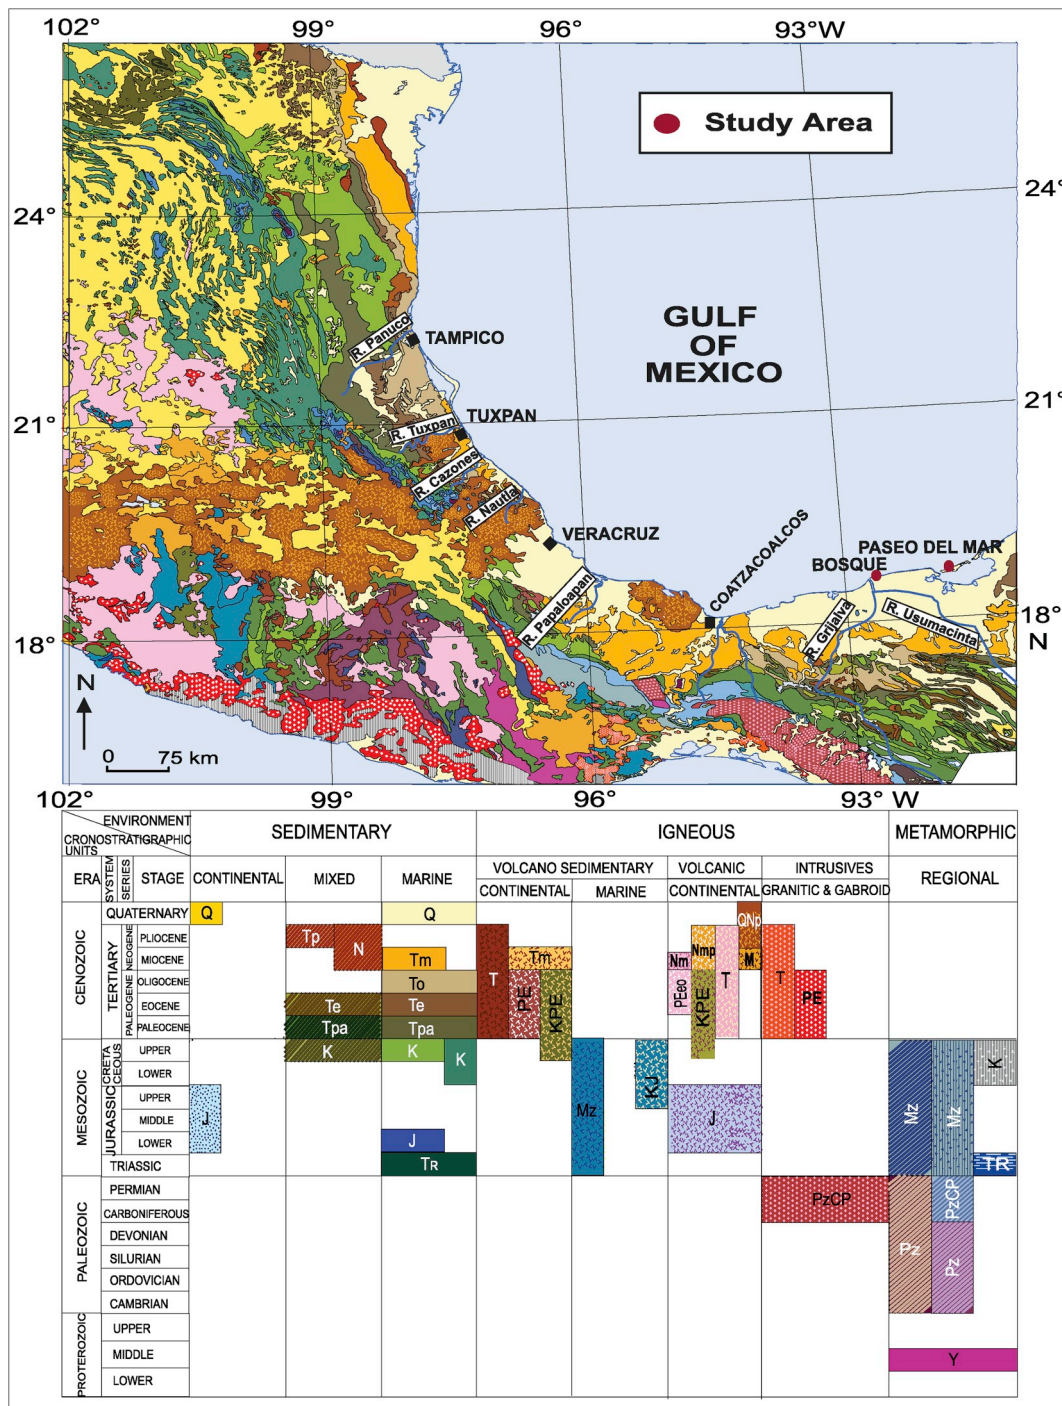 102°
99°
96°
93°W
Study Area
24°
24°
GULF
OF
MEXICO
R. Panuco
TAMPICO
21°
21°
TUXPAN
R. Tuxpan
R. Cazones
R. Nautla
VERACRUZ
COATZACOALCOS
PASEO DEL MAR
BOSQUE
R. Papaloapan
R. Grijalva
R. Usumacinta
18°
18°
N
N
0 75 km
102°
99°
96°
93° W
ENVIRONMENT
CRONOSTRATIGRAPHIC
UNITS
SEDIMENTARY
IGNEOUS
METAMORPHIC
ERA
SYSTEM
SERIES
STAGE
CONTINENTAL
MIXED
MARINE
VOLCANO SEDIMENTARY
CONTINENTAL
MARINE
VOLCANIC
CONTINENTAL
INTRUSIVES
GRANITIC & GABROID
REGIONAL
CENOZOIC
QUATERNARY
Q
Q
QNp
TERTIARY
NEOGENE
PLIOCENE
Tp
N
Nmp
MIOCENE
Tm
Tm
Nm
M
PALEOGENE
OLIGOCENE
To
T
PE
KPE
PEeo
KPE
T
T
PE
EOCENE
Te
Te
PALEOCENE
Tpa
Tpa
MESOZOIC
CRETA
CEOUS
UPPER
K
K
K
LOWER
KJ
K
JURASSIC
UPPER
MIDDLE
J
Mz
J
Mz
Mz
LOWER
J
TRIASSIC
TR
TR
PALEOZOIC
PERMIAN
PzCP
PzCP
CARBONIFEROUS
DEVONIAN
Pz
Pz
SILURIAN
ORDOVICIAN
CAMBRIAN
PROTEROZOIC
UPPER
MIDDLE
Y
LOWER